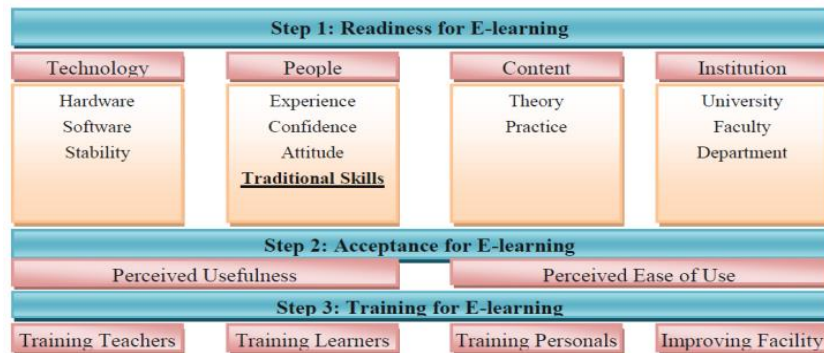 Step 1: Readiness for E-learning
Technology
Hardware
Software
Stability
People
Experience
Confidence
Attitude
Traditional Skills
Content
Theory
Practice
Institution
University
Faculty
Department
Step 2: Acceptance for E-learning
Perceived Usefulness
Perceived Ease of Use
Step 3: Training for E-learning
Training Teachers
Training Learners
Training Personals
Improving Facility